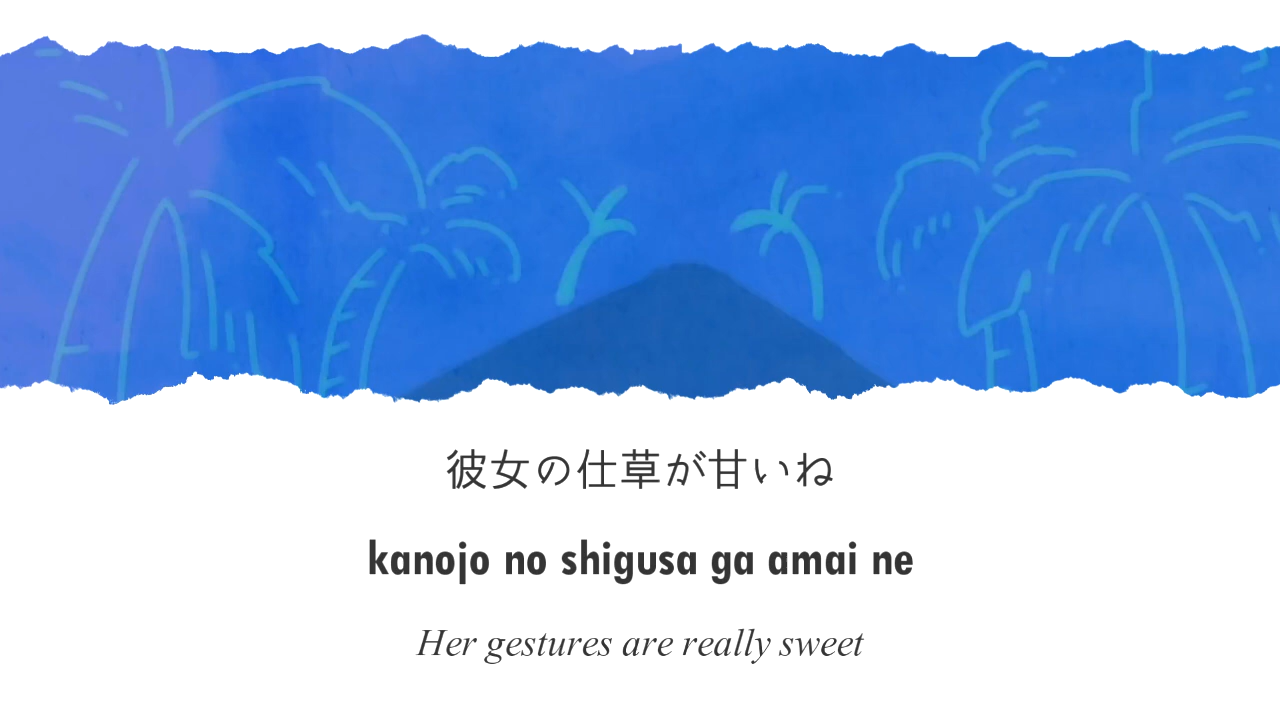 彼女の仕草が甘いね
kanojo no shigusa ga amai ne
Her gestures are really sweet